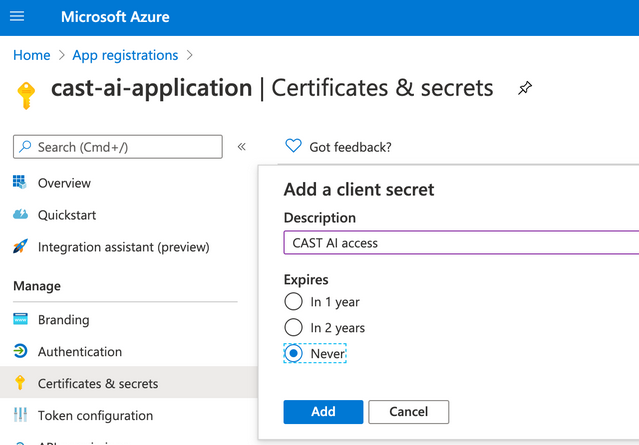 Microsoft Azure
Home > App registrations >
cast-ai-application | Certificates & secrets
Search (Cmd+/)
«
Got feedback?
Overview
Quickstart
Integration assistant (preview)
Manage
Branding
Authentication
Certificates & secrets
Token configuration
Add a client secret
Description
CAST AI access
Expires
In 1 year
In 2 years
Never
Add
Cancel